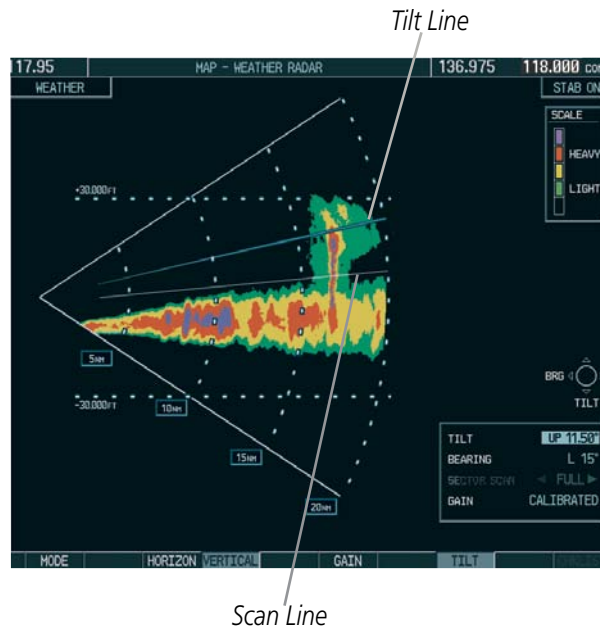 Tilt Line
117.95 MAP - WEATHER RADAR 136.975 118.000 COM
WEATHER STAB ON
SCALE
HEAVY
LIGHT
+30.000FT
5NM
BRG
TILT
-30.000FT
10NM
TILT UP 11.50°
15NM
BEARING L 15°
SECTOR SCAN FULL
20NM
GAIN CALIBRATED
MODE HORIZON VERTICAL GAIN TILT
Scan Line